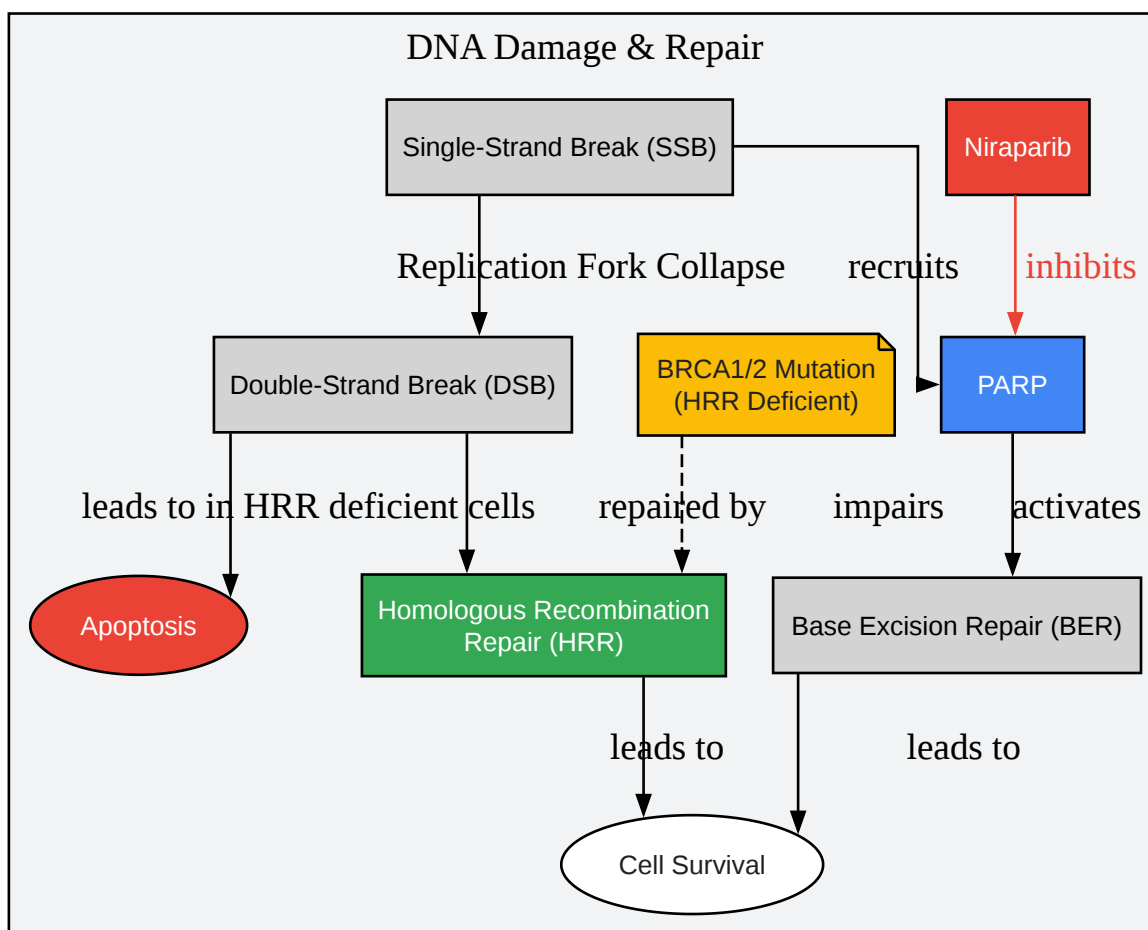 DNA Damage & Repair
Single-Strand Break (SSB)
Niraparib
Replication Fork Collapse
recruits
inhibits
Double-Strand Break (DSB)
BRCA1/2 Mutation
(HRR Deficient)
PARP
leads to in HRR deficient cells
repaired by
impairs
activates
Apoptosis
Homologous Recombination
Repair (HRR)
Base Excision Repair (BER)
leads to
leads to
Cell Survival